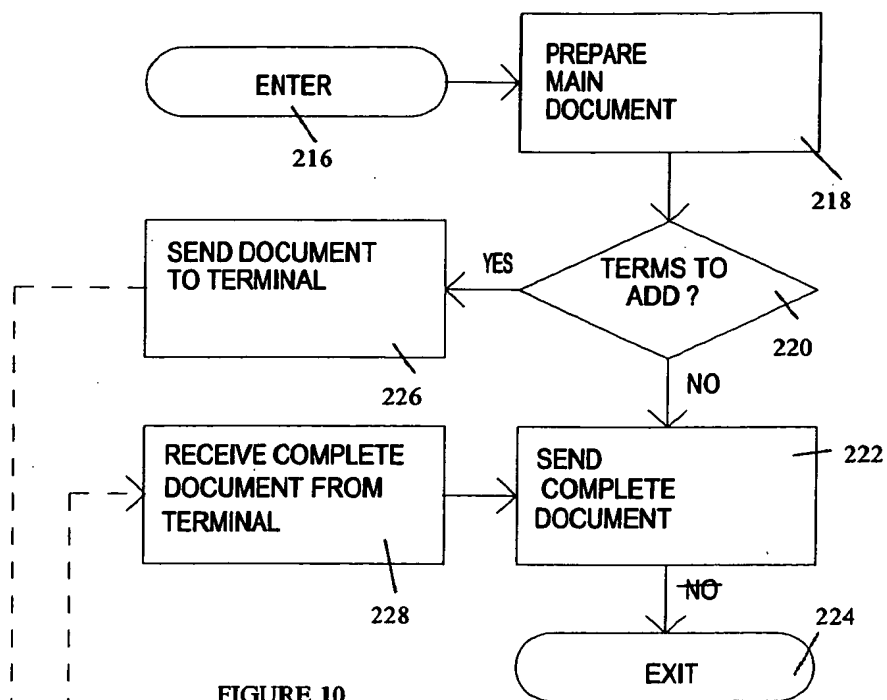 ENTER
216
PREPARE
MAIN
DOCUMENT
218
TERMS TO
ADD ?
220
YES
SEND DOCUMENT
TO TERMINAL
226
NO
RECEIVE COMPLETE
DOCUMENT FROM
TERMINAL
228
SEND
COMPLETE
DOCUMENT
222
NO
EXIT
224
FIGURE 10